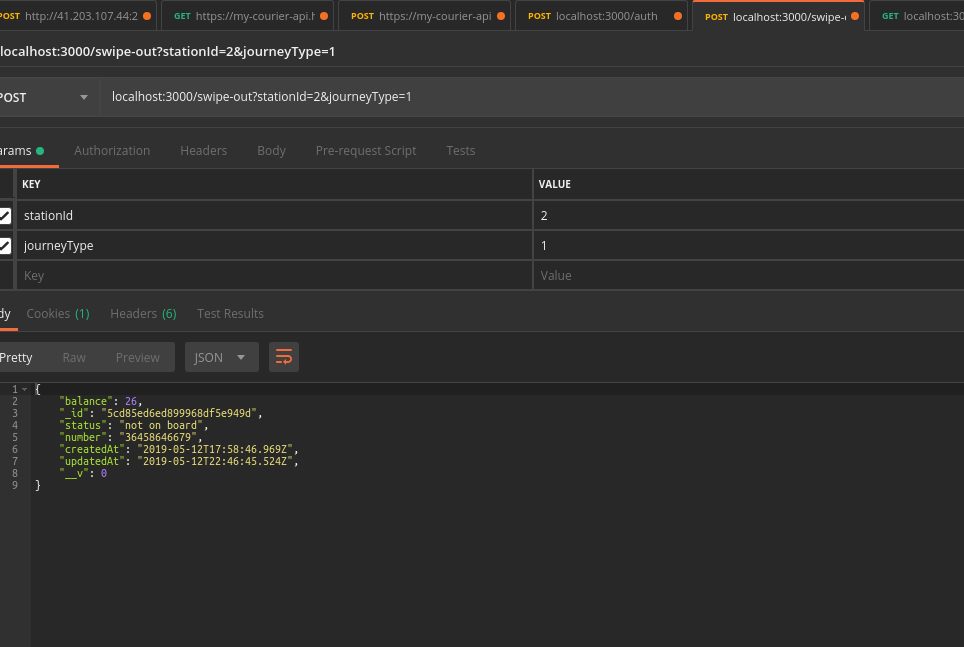 POST http://41.203.107.44:2 GET https://my-courier-api.h POST https://my-courier-api POST localhost:3000/auth POST localhost:3000/swipe- GET localhost:30
localhost:3000/swipe-out?stationId=2&journeyType=1
POST localhost:3000/swipe-out?stationId=2&journeyType=1
arams Authorization Headers Body Pre-request Script Tests
KEY VALUE
stationId 2
journeyType 1
Key Value
dy Cookies (1) Headers (6) Test Results
Pretty Raw Preview JSON
1 {
2 "balance": 26,
3 "_id": "5cd85ed6ed899968df5e949d",
4 "status": "not on board",
5 "number": "36458646679",
6 "createdAt": "2019-05-12T17:58:46.969Z",
7 "updatedAt": "2019-05-12T22:46:45.524Z",
8 "__v": 0
9 }